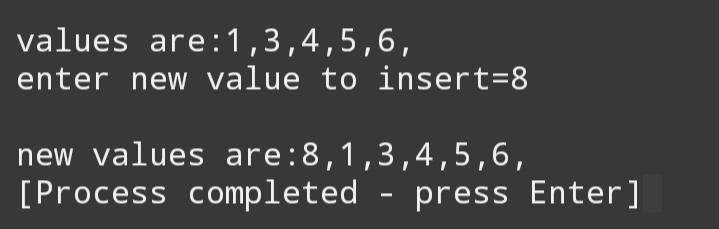 values are:1,3,4,5,6,
enter new value to insert=8
new values are:8,1,3,4,5,6,
[Process completed - press Enter]